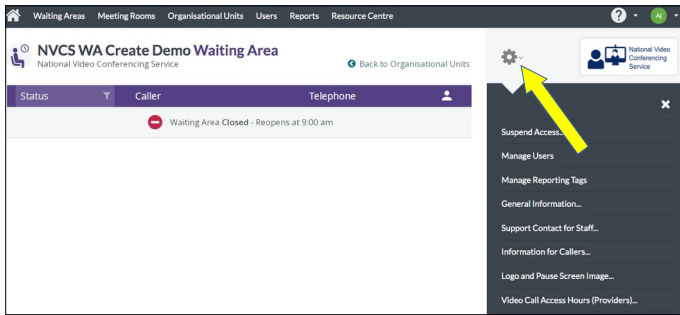 Waiting Areas Meeting Rooms Organisational Units Users Reports Resource Centre ? A(
NVCS WA Create Demo Waiting Area
National Video Conferencing Service
Back to Organisational Units
National Video
Conferencing
Service
Status Caller Telephone
Waiting Area Closed - Reopens at 9:00 am
Suspend Access...
Manage Users
Manage Reporting Tags
General Information...
Support Contact for Staff...
Information for Callers...
Logo and Pause Screen Image...
Video Call Access Hours (Providers)...